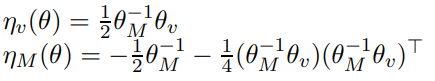 η_v(θ) = ½θ_M^{-1}θ_v
η_M(θ) = −½θ_M^{-1} − ¼(θ_M^{-1}θ_v)(θ_M^{-1}θ_v)^⊤